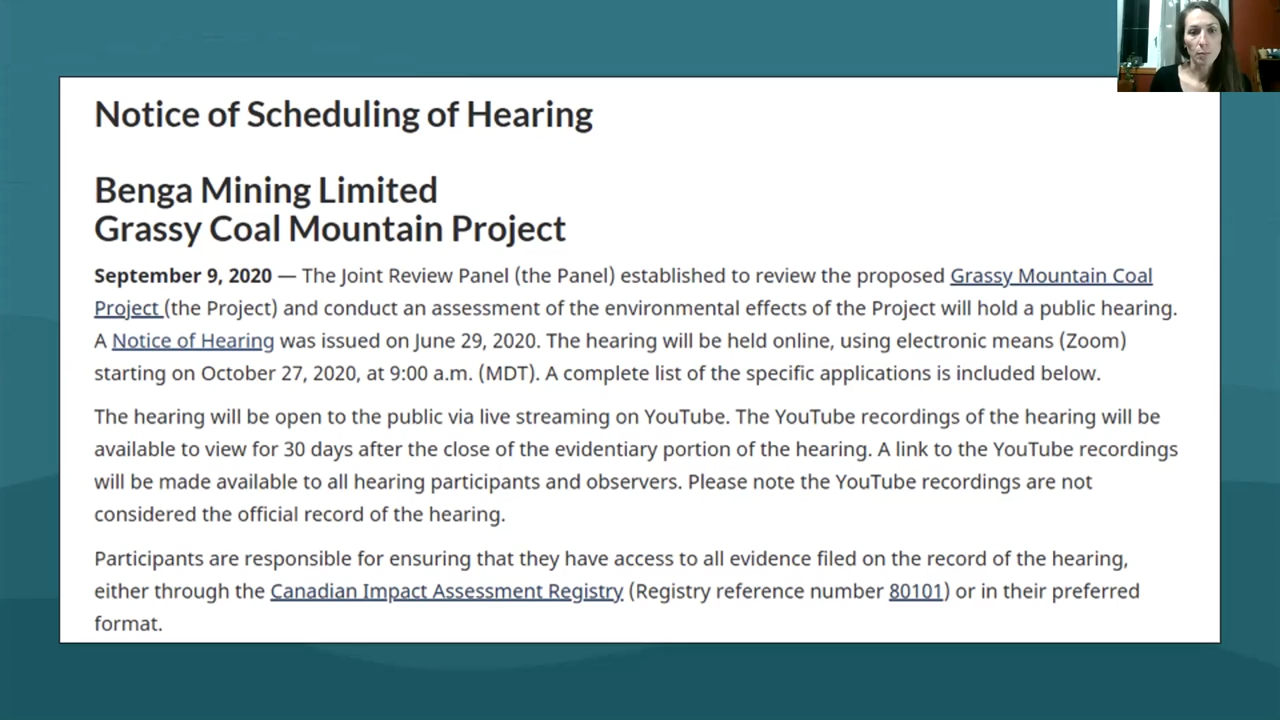 Notice of Scheduling of Hearing
Benga Mining Limited
Grassy Coal Mountain Project
September 9, 2020 — The Joint Review Panel (the Panel) established to review the proposed Grassy Mountain Coal
Project (the Project) and conduct an assessment of the environmental effects of the Project will hold a public hearing.
A Notice of Hearing was issued on June 29, 2020. The hearing will be held online, using electronic means (Zoom)
starting on October 27, 2020, at 9:00 a.m. (MDT). A complete list of the specific applications is included below.
The hearing will be open to the public via live streaming on YouTube. The YouTube recordings of the hearing will be
available to view for 30 days after the close of the evidentiary portion of the hearing. A link to the YouTube recordings
will be made available to all hearing participants and observers. Please note the YouTube recordings are not
considered the official record of the hearing.
Participants are responsible for ensuring that they have access to all evidence filed on the record of the hearing,
either through the Canadian Impact Assessment Registry (Registry reference number 80101) or in their preferred
format.